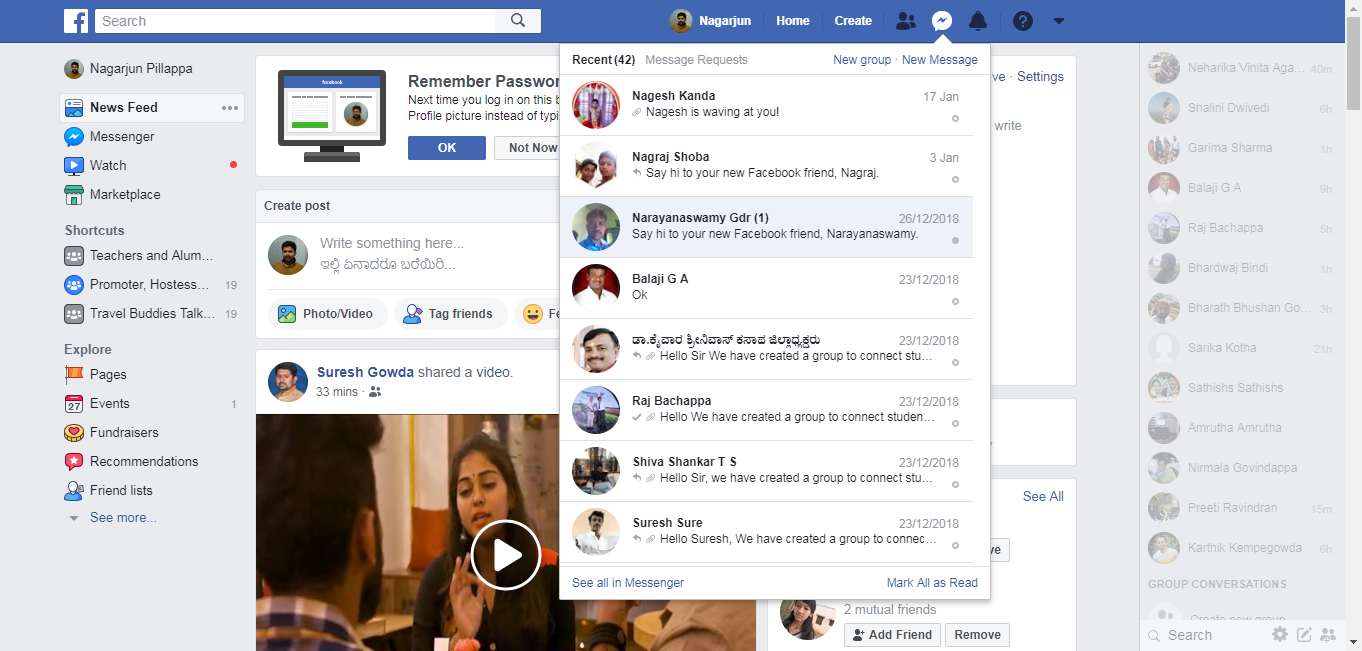 Search
Nagarjun
Home
Create
Nagarjun Pillappa
News Feed
Messenger
Watch
Marketplace
Shortcuts
Teachers and Alum...
Promoter, Hostess... 19
Travel Buddies Talk... 19
Explore
Pages
Events 1
Fundraisers
Recommendations
Friend lists
See more...
facebook
Remember Passwor
Next time you log in on this b
Profile picture instead of typi
OK
Not Now
Create post
Write something here...
ಇಲ್ಲಿ ಏನಾದರೂ ಬರೆಯಿರಿ...
Photo/Video
Tag friends
Fe
Suresh Gowda shared a video.
33 mins ·
Recent (42) Message Requests New group · New Message
Nagesh Kanda 17 Jan
Nagesh is waving at you!
Nagraj Shoba 3 Jan
Say hi to your new Facebook friend, Nagraj.
Narayanaswamy Gdr (1) 26/12/2018
Say hi to your new Facebook friend, Narayanaswamy.
Balaji G A 23/12/2018
Ok
ಡಾ.ಕೈವಾರ ಶ್ರೀನಿವಾಸ್ ಕಸಾಪ ಜಿಲ್ಲಾಧ್ಯಕ್ಷರು 23/12/2018
Hello Sir We have created a group to connect stu...
Raj Bachappa 23/12/2018
Hello We have created a group to connect studen...
Shiva Shankar T S 23/12/2018
Hello Sir, we have created a group to connect stu...
Suresh Sure 23/12/2018
Hello Suresh, We have created a group to connec...
See all in Messenger Mark All as Read
ve · Settings
write
See All
ve
2 mutual friends
Add Friend
Remove
Neharika Vinita Aga... 40m
Shalini Dwivedi 6h
Garima Sharma 1h
Balaji G A 9h
Raj Bachappa 5h
Bhardwaj Bindi 1h
Bharath Bhushan Go... 3h
Sarika Kotha 21h
Sathishs Sathishs
Amrutha Amrutha
Nirmala Govindappa
Preeti Ravindran 15m
Karthik Kempegowda 6h
GROUP CONVERSATIONS
Create new group
Search